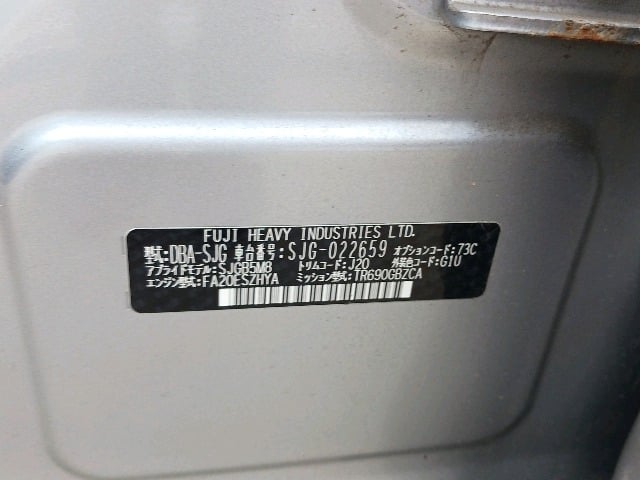 FUJI HEAVY INDUSTRIES LTD.
型式:DBA-SJG 車台番号:SJG-022659 オプションコード:73C
アプライドモデル:SJGB5M8 トリムコード:J20 外装色コード:G1U
エンジン型式:FA20ESZHYA ミッション型式:TR690GBZCA